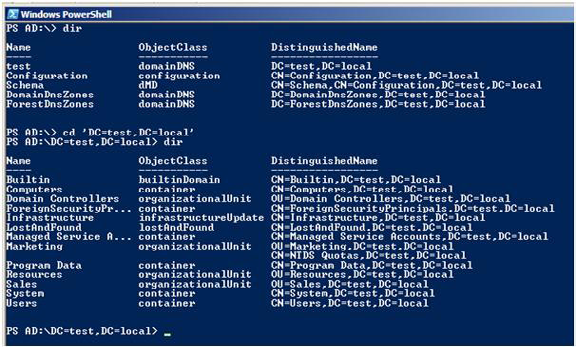 Windows PowerShell
PS AD:\> dir
Name ObjectClass DistinguishedName
---- ----------- -----------------
test domainDNS DC=test,DC=local
Configuration configuration CN=Configuration,DC=test,DC=local
Schema dMD CN=Schema,CN=Configuration,DC=test,DC=local
DomainDnsZones domainDNS DC=DomainDnsZones,DC=test,DC=local
ForestDnsZones domainDNS DC=ForestDnsZones,DC=test,DC=local
PS AD:\> cd 'DC=test,DC=local'
PS AD:\DC=test,DC=local> dir
Name ObjectClass DistinguishedName
---- ----------- -----------------
Builtin builtinDomain CN=Builtin,DC=test,DC=local
Computers container CN=Computers,DC=test,DC=local
Domain Controllers organizationalUnit OU=Domain Controllers,DC=test,DC=local
ForeignSecurityPr... container CN=ForeignSecurityPrincipals,DC=test,DC=local
Infrastructure infrastructureUpdate CN=Infrastructure,DC=test,DC=local
LostAndFound lostAndFound CN=LostAndFound,DC=test,DC=local
Managed Service A... container CN=Managed Service Accounts,DC=test,DC=local
Marketing organizationalUnit OU=Marketing,DC=test,DC=local
CN=NTDS Quotas,DC=test,DC=local
Program Data container CN=Program Data,DC=test,DC=local
Resources organizationalUnit OU=Resources,DC=test,DC=local
Sales organizationalUnit OU=Sales,DC=test,DC=local
System container CN=System,DC=test,DC=local
Users container CN=Users,DC=test,DC=local
PS AD:\DC=test,DC=local> _